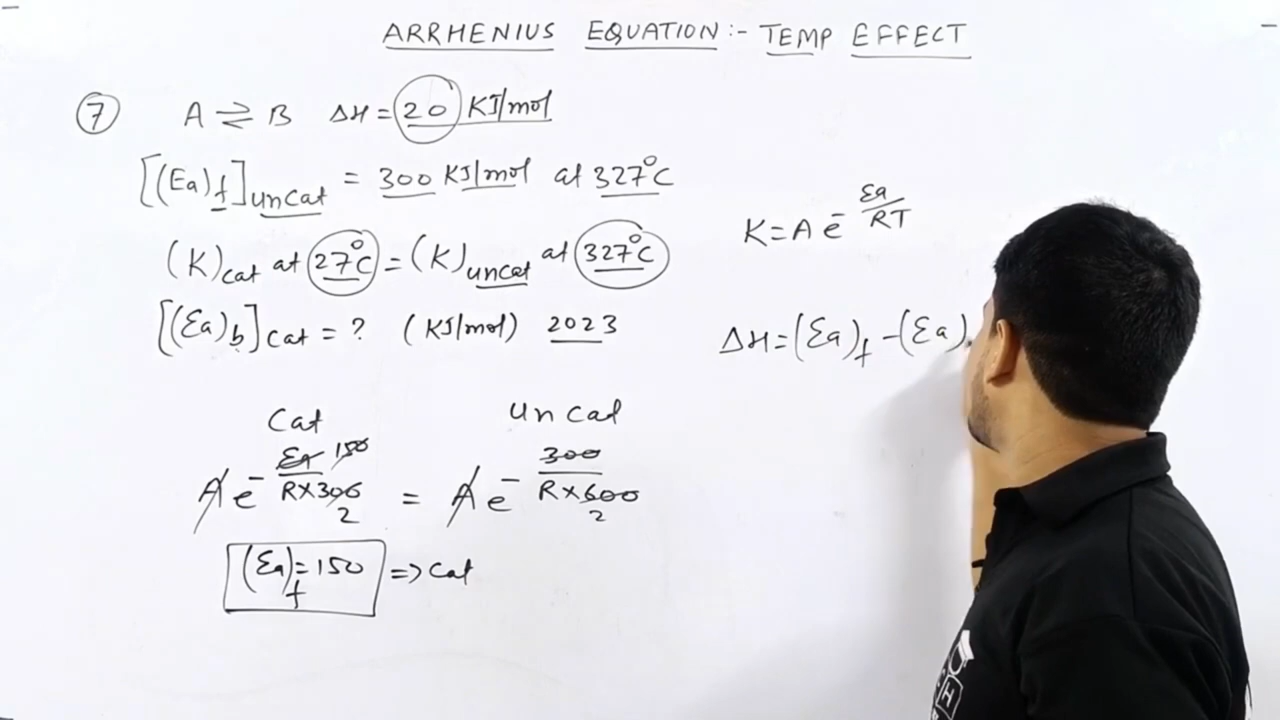 ARRHENIUS EQUATION :- TEMP EFFECT
⑦ A ⇌ B ΔH = 20 KJ/mol
[(Ea)f]uncat = 300 KJ/mol at 327°C
(K)cat at 27°C = (K)uncat at 327°C
[(Ea)b]cat = ? (KJ/mol) 2023
K = A e^-Ea/RT
ΔH = (Ea)f - (Ea)
Cat Un Cat
A e^-Ea 150/R×300 2 = A e^-300/R×600 2
(Ea)f = 150 => Cat